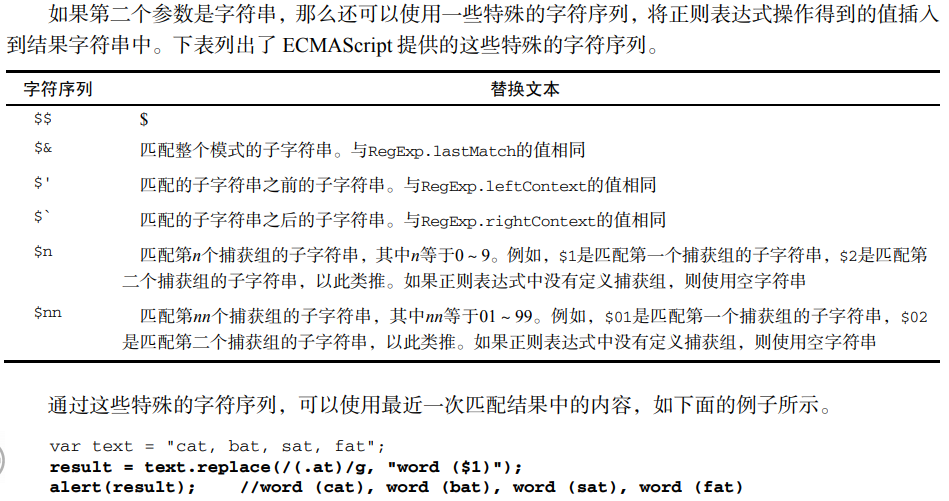 如果第二个参数是字符串，那么还可以使用一些特殊的字符序列，将正则表达式操作得到的值插入
到结果字符串中。下表列出了 ECMAScript 提供的这些特殊的字符序列。
字符序列 替换文本
$$ $
$& 匹配整个模式的子字符串。与RegExp.lastMatch的值相同
$' 匹配的子字符串之前的子字符串。与RegExp.leftContext的值相同
$` 匹配的子字符串之后的子字符串。与RegExp.rightContext的值相同
$n 匹配第n个捕获组的子字符串，其中n等于0～9。例如，$1是匹配第一个捕获组的子字符串，$2是匹配第
二个捕获组的子字符串，以此类推。如果正则表达式中没有定义捕获组，则使用空字符串
$nn 匹配第nn个捕获组的子字符串，其中nn等于01～99。例如，$01是匹配第一个捕获组的子字符串，$02
是匹配第二个捕获组的子字符串，以此类推。如果正则表达式中没有定义捕获组，则使用空字符串
通过这些特殊的字符序列，可以使用最近一次匹配结果中的内容，如下面的例子所示。
var text = "cat, bat, sat, fat";
result = text.replace(/(.at)/g, "word ($1)");
alert(result); //word (cat), word (bat), word (sat), word (fat)